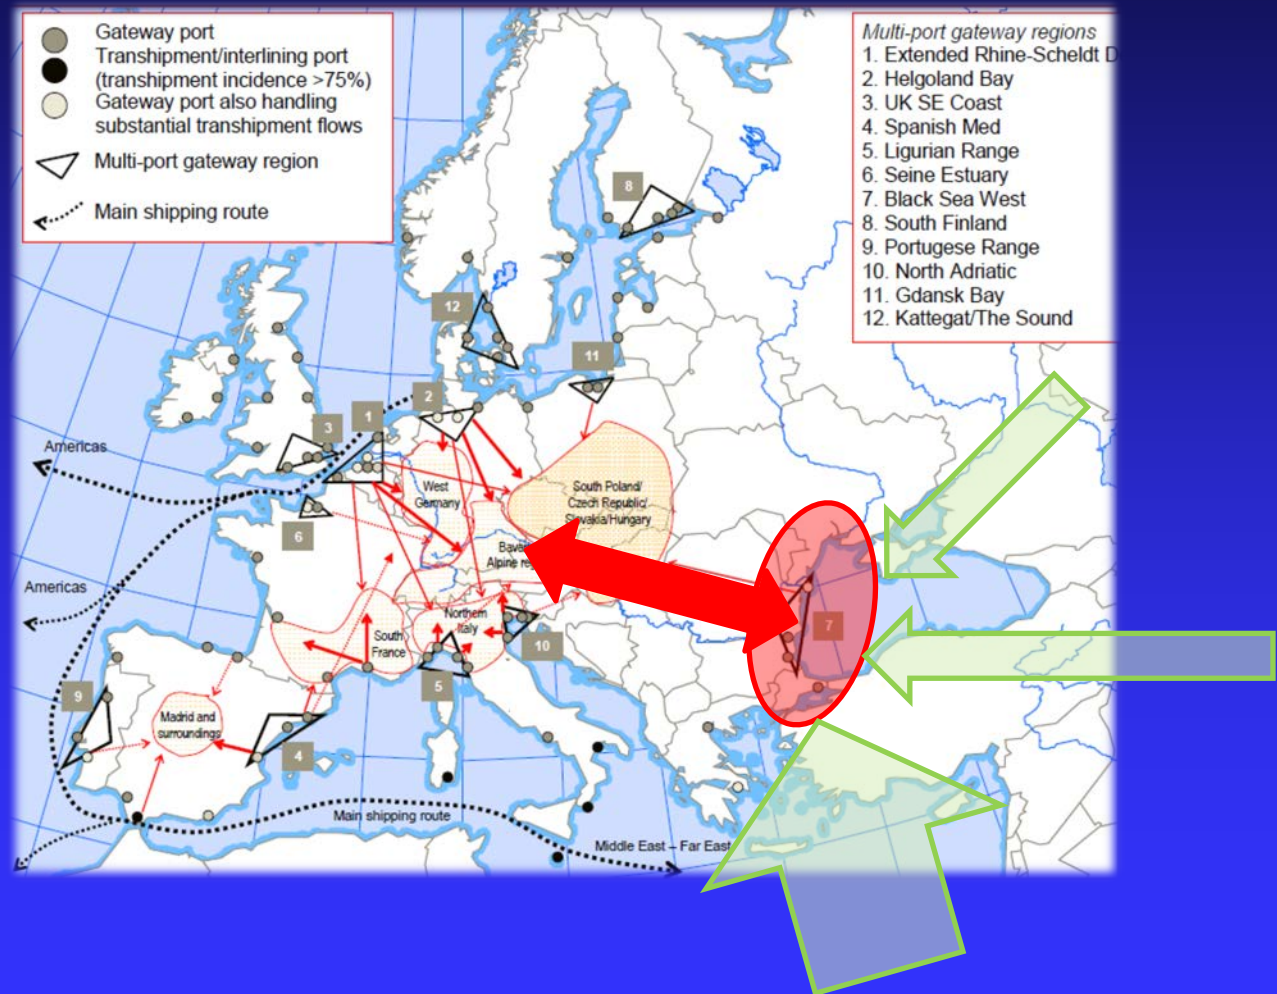 Gateway port
Transhipment/interlining port
(transhipment incidence >75%)
Gateway port also handling
substantial transhipment flows
Multi-port gateway region
Main shipping route
Multi-port gateway regions
1. Extended Rhine-Scheldt D
2. Helgoland Bay
3. UK SE Coast
4. Spanish Med
5. Ligurian Range
6. Seine Estuary
7. Black Sea West
8. South Finland
9. Portugese Range
10. North Adriatic
11. Gdansk Bay
12. Kattegat/The Sound
8
12
11
2
1
3
Americas
West
Germany
South Poland/
Czech Republic/
Slovakia/Hungary
6
Bava
Alpine re
Americas
Northern
Italy
7
South
France
10
5
9
Madrid and
surroundings
4
Main shipping route
Middle East – Far East